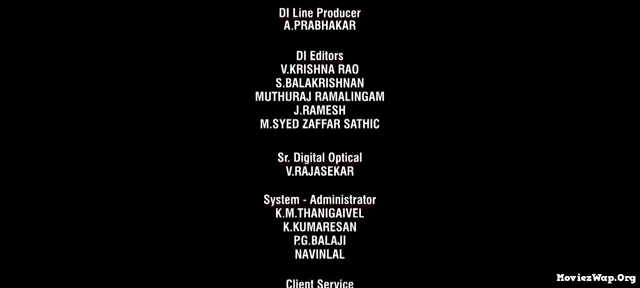 DI Line Producer
A.PRABHAKAR
DI Editors
V.KRISHNA RAO
S.BALAKRISHNAN
MUTHURAJ RAMALINGAM
J.RAMESH
M.SYED ZAFFAR SATHIC
Sr. Digital Optical
V.RAJASEKAR
System - Administrator
K.M.THANIGAIVEL
K.KUMARESAN
P.G.BALAJI
NAVINLAL
Client Service
MoviezWap.Org